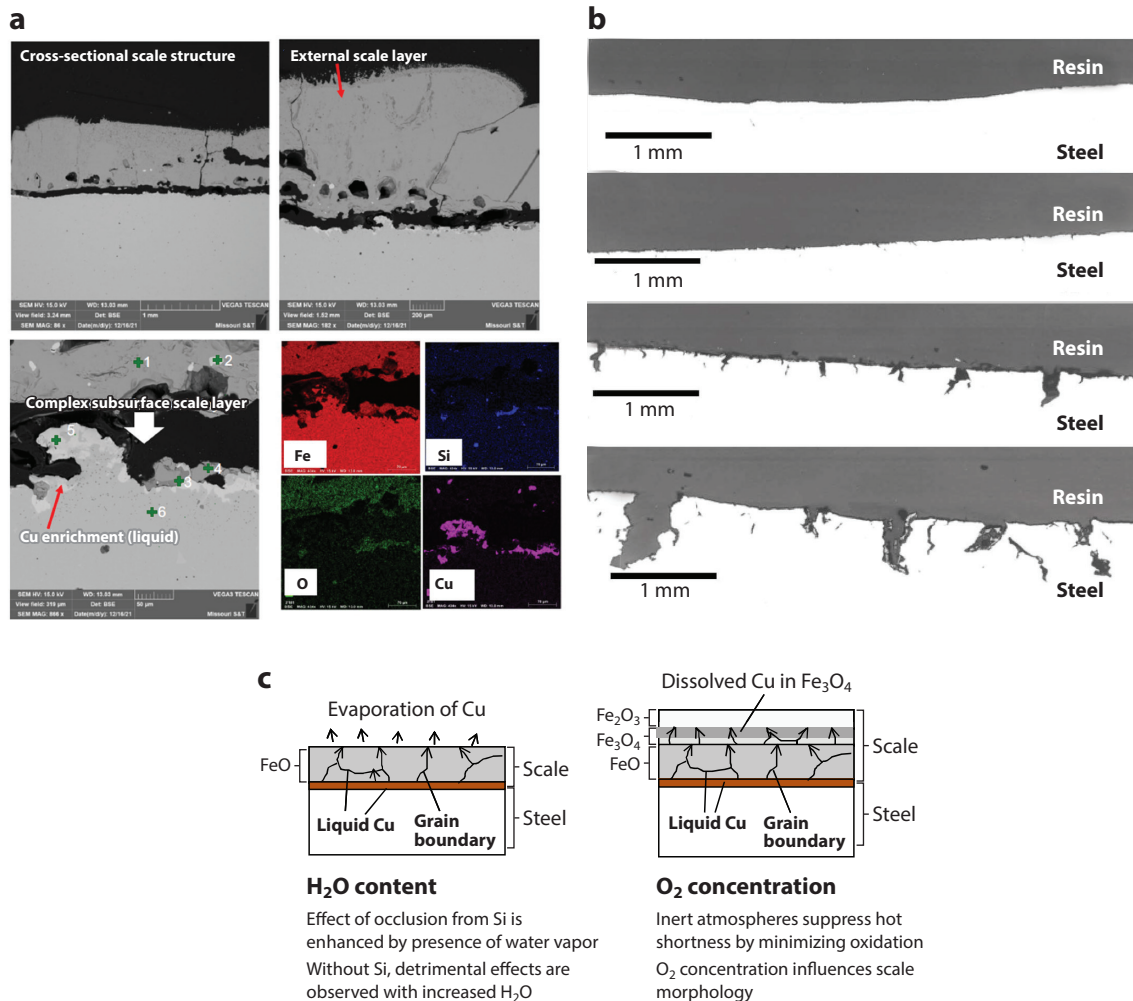 a
Cross-sectional scale structure
SEM HV: 15.0 kV WD: 13.03 mm VEGA3 TESCAN
View field: 3.24 mm Det: BSE 1 mm
SEM MAG: 86 x Date(m/d/y): 12/16/21 Missouri S&T
External scale layer
SEM HV: 15.0 kV WD: 13.03 mm VEGA3 TESCAN
View field: 1.52 mm Det: BSE 200 µm
SEM MAG: 182 x Date(m/d/y): 12/16/21 Missouri S&T
1
2
Complex subsurface scale layer
5
4
3
6
Cu enrichment (liquid)
SEM HV: 15.0 kV WD: 13.03 mm VEGA3 TESCAN
View field: 319 µm Det: BSE 50 µm
SEM MAG: 868 x Date(m/d/y): 12/16/21 Missouri S&T
Fe
Si
O
Cu
b
Resin
1 mm
Steel
Resin
1 mm
Steel
Resin
1 mm
Steel
Resin
1 mm
Steel
c
Evaporation of Cu
FeO
Scale
Steel
Liquid Cu
Grain
boundary
H₂O content
Effect of occlusion from Si is
enhanced by presence of water vapor
Without Si, detrimental effects are
observed with increased H₂O
Dissolved Cu in Fe₃O₄
Fe₂O₃
Fe₃O₄
FeO
Scale
Steel
Liquid Cu
Grain
boundary
O₂ concentration
Inert atmospheres suppress hot
shortness by minimizing oxidation
O₂ concentration influences scale
morphology